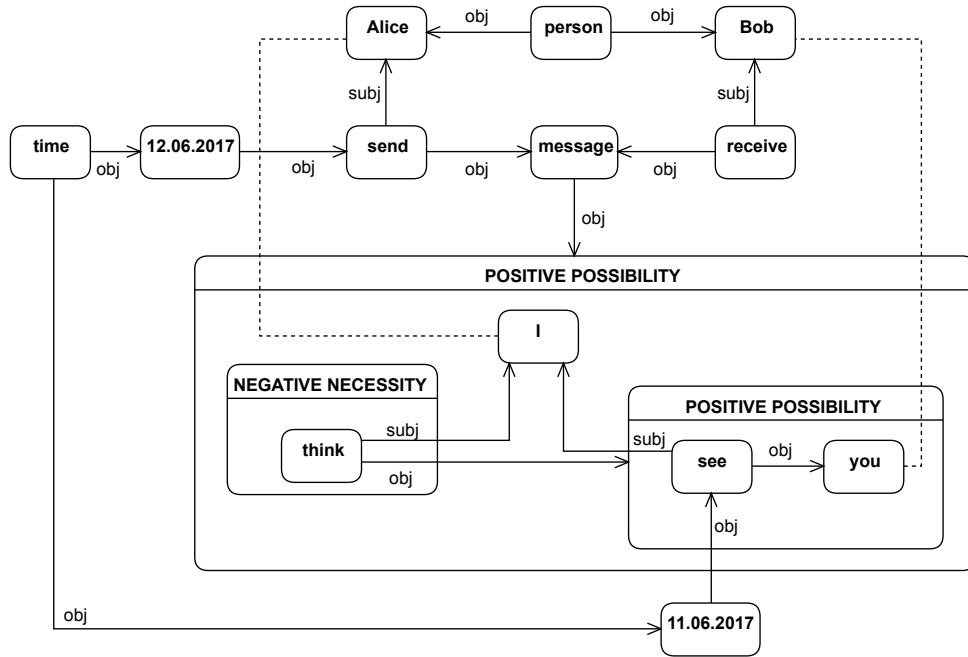 obj obj
Alice person Bob
subj subj
time 12.06.2017 send message receive
obj obj obj obj
obj
POSITIVE POSSIBILITY
I
NEGATIVE NECESSITY
POSITIVE POSSIBILITY
subj subj
think see obj you
obj
obj
obj
11.06.2017